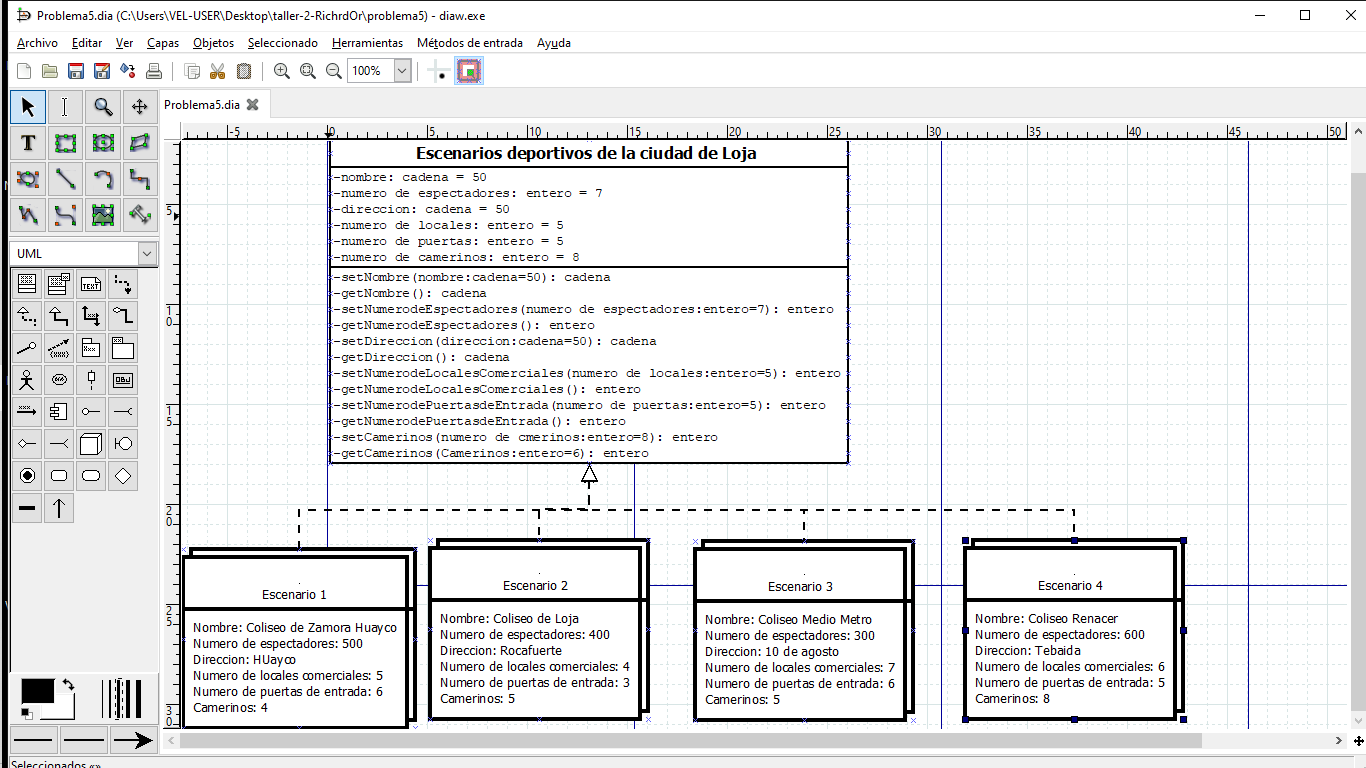 Problema5.dia (C:\Users\VEL-USER\Desktop\taller-2-RichrdOr\problema5) - diaw.exe
Archivo Editar Ver Capas Objetos Seleccionado Herramientas Métodos de entrada Ayuda
100%
Problema5.dia
-5 0 5 10 15 20 25 30 35 40 45 50
T
UML
TEXT
OBJ
5
10
15
20
25
30
Escenarios deportivos de la ciudad de Loja
-nombre: cadena = 50
-numero de espectadores: entero = 7
-direccion: cadena = 50
-numero de locales: entero = 5
-numero de puertas: entero = 5
-numero de camerinos: entero = 8
-setNombre(nombre:cadena=50): cadena
-getNombre(): cadena
-setNumerodeEspectadores(numero de espectadores:entero=7): entero
-getNumerodeEspectadores(): entero
-setDireccion(direccion:cadena=50): cadena
-getDireccion(): cadena
-setNumerodeLocalesComerciales(numero de locales:entero=5): entero
-getNumerodeLocalesComerciales(): entero
-setNumerodePuertasdeEntrada(numero de puertas:entero=5): entero
-getNumerodePuertasdeEntrada(): entero
-setCamerinos(numero de cmerinos:entero=8): entero
-getCamerinos(Camerinos:entero=6): entero
Escenario 1
Nombre: Coliseo de Zamora Huayco
Numero de espectadores: 500
Direccion: HUayco
Numero de locales comerciales: 5
Numero de puertas de entrada: 6
Camerinos: 4
Escenario 2
Nombre: Coliseo de Loja
Numero de espectadores: 400
Direccion: Rocafuerte
Numero de locales comerciales: 4
Numero de puertas de entrada: 3
Camerinos: 5
Escenario 3
Nombre: Coliseo Medio Metro
Numero de espectadores: 300
Direccion: 10 de agosto
Numero de locales comerciales: 7
Numero de puertas de entrada: 6
Camerinos: 5
Escenario 4
Nombre: Coliseo Renacer
Numero de espectadores: 600
Direccion: Tebaida
Numero de locales comerciales: 6
Numero de puertas de entrada: 5
Camerinos: 8
Seleccionados